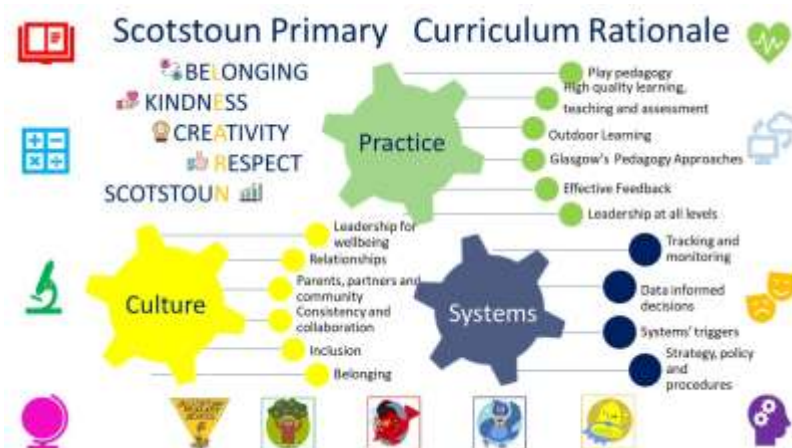 Scotstoun Primary Curriculum Rationale
BELONGING
KINDNESS
CREATIVITY
RESPECT
SCOTSTOUN
Practice
Play pedagogy
High quality learning,
teaching and assessment
Outdoor Learning
Glasgow's Pedagogy Approaches
Effective Feedback
Leadership at all levels
Culture
Leadership for
wellbeing
Relationships
Parents, partners and
community
Consistency and
collaboration
Inclusion
Belonging
Systems
Tracking and
monitoring
Data informed
decisions
Systems' triggers
Strategy, policy
and
procedures